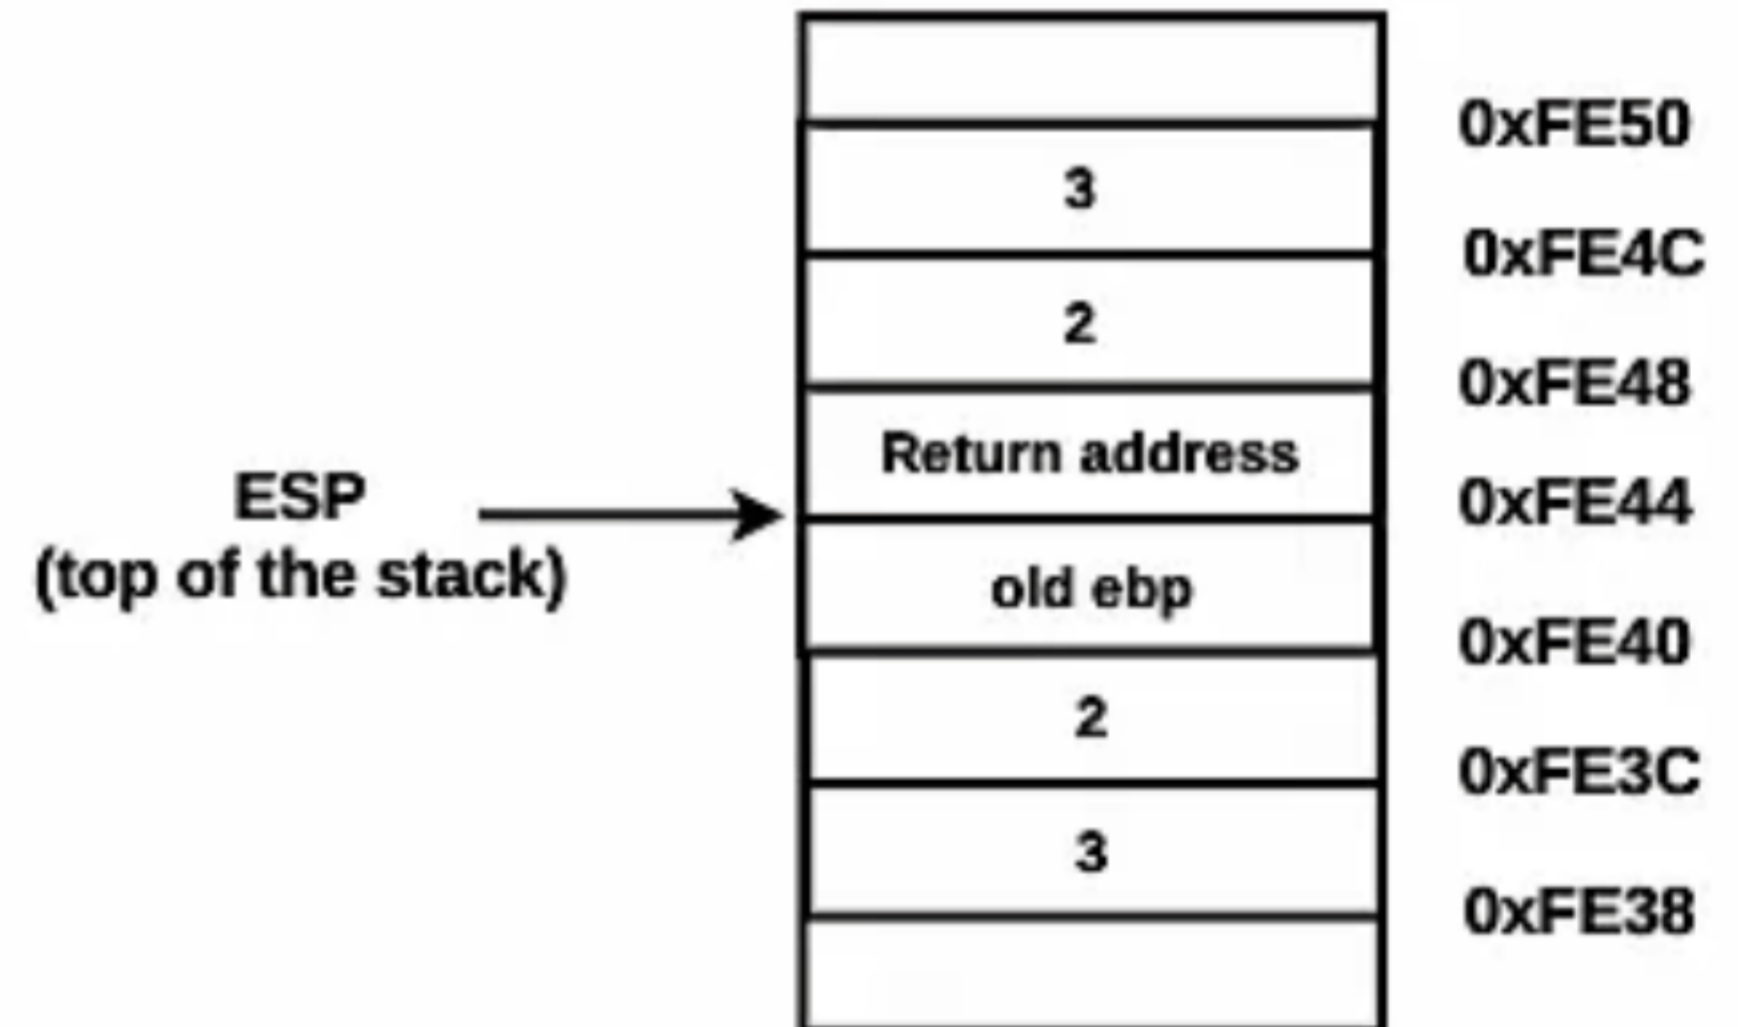 0xFE50
3
0xFE4C
2
0xFE48
Return address
ESP
0xFE44
(top of the stack)
old ebp
0xFE40
2
0xFE3C
3
0xFE38